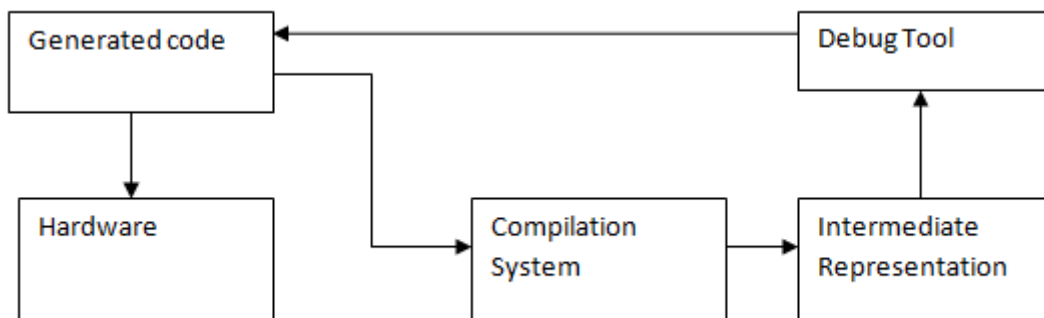 Generated code
Debug Tool
Hardware
Compilation
System
Intermediate
Representation